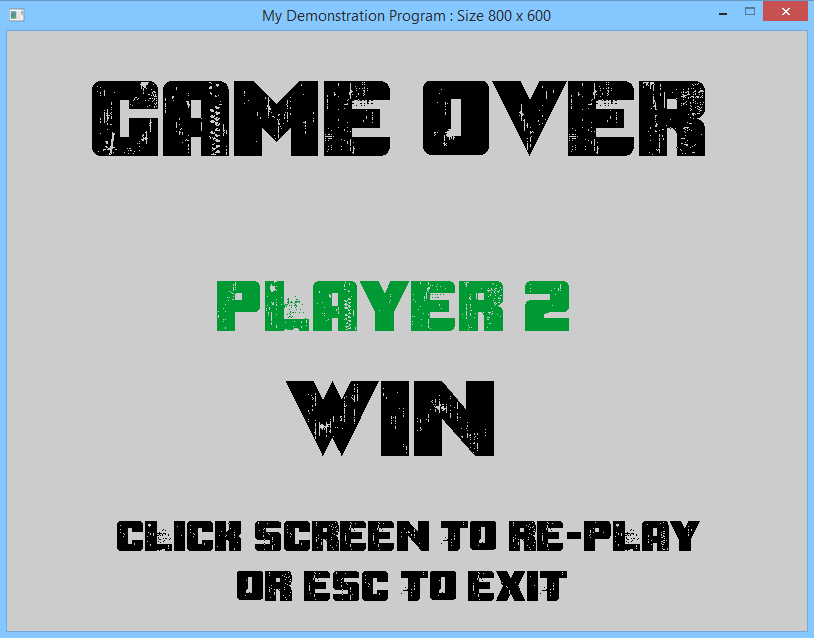 My Demonstration Program : Size 800 x 600
GAME OVER
PLAYER 2
WIN
CLICK SCREEN TO RE-PLAY
OR ESC TO EXIT